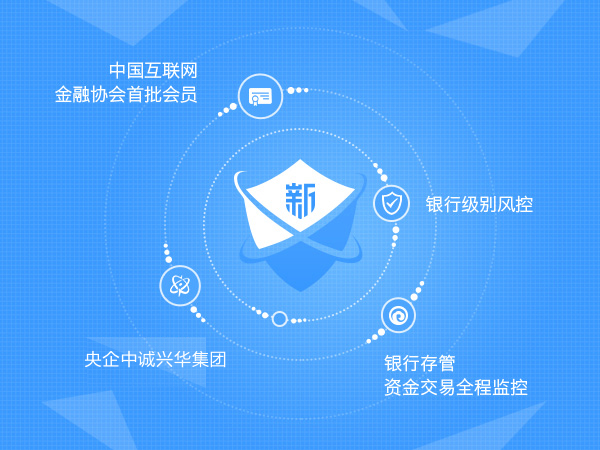 中国互联网
金融协会首批会员
新
银行级别风控
央企中诚兴华集团
银行存管
资金交易全程监控